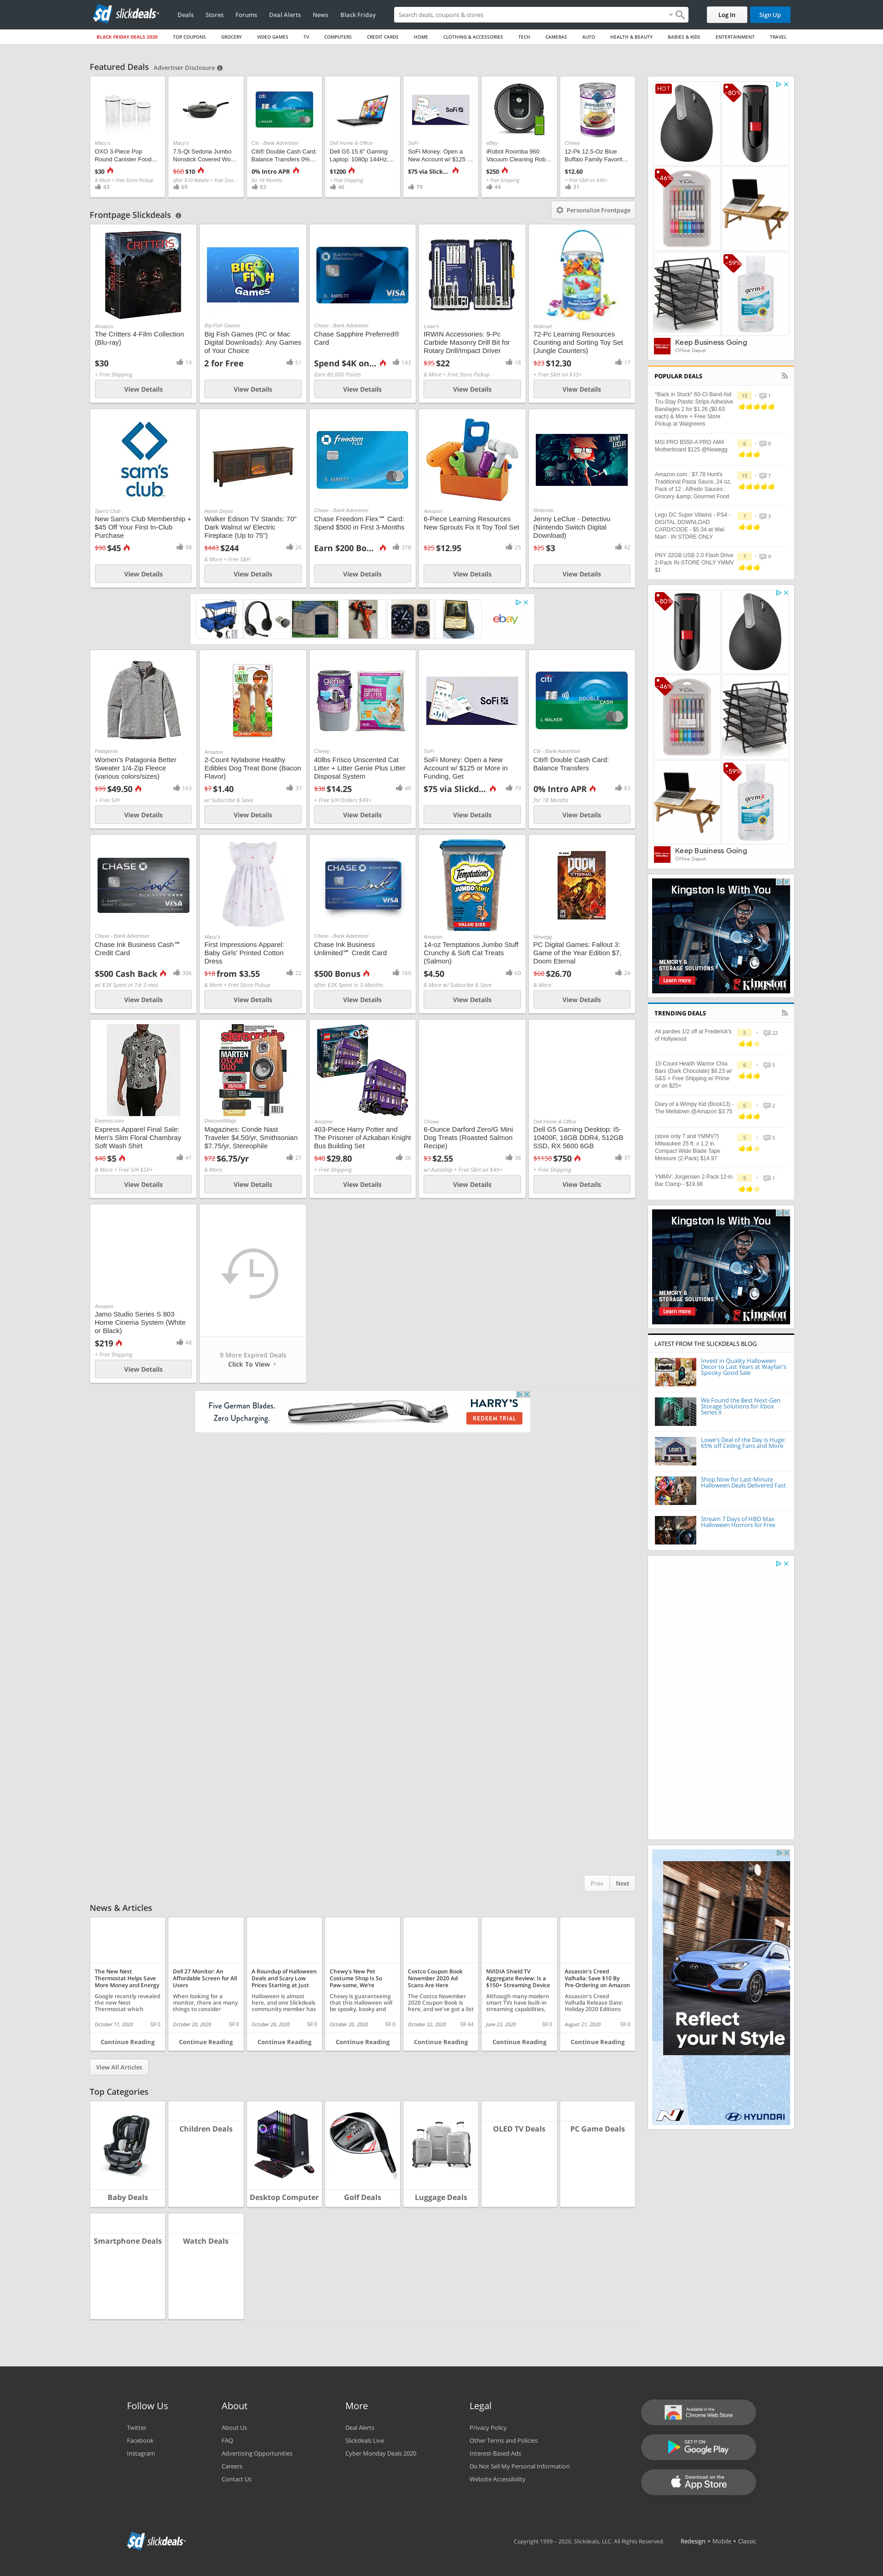 slickdeals
Deals
Stores
Forums
Deal Alerts
News
Black Friday
Search deals, coupons & stores
Log In
Sign Up
BLACK FRIDAY DEALS 2020
TOP COUPONS
GROCERY
VIDEO GAMES
TV
COMPUTERS
CREDIT CARDS
HOME
CLOTHING & ACCESSORIES
TECH
CAMERAS
AUTO
HEALTH & BEAUTY
BABIES & KIDS
ENTERTAINMENT
TRAVEL
Featured Deals
Advertiser Disclosure
Macy's
OXO 3-Piece Pop
Round Canister Food...
$30
& More + Free Store Pickup
43
Macy's
7.5-Qt Sedona Jumbo
Nonstick Covered Wo...
$60 $10
after $10 Rebate + Free Stor...
69
Citi - Bank Advertiser
Citi® Double Cash Card:
Balance Transfers 0%...
0% Intro APR
for 18 Months
83
Dell Home & Office
Dell G5 15.6" Gaming
Laptop: 1080p 144Hz,...
$1200
+ Free Shipping
46
SoFi
SoFi Money: Open a
New Account w/ $125 ...
$75 via Slick...
79
eBay
iRobot Roomba 960
Vacuum Cleaning Rob...
$250
+ Free Shipping
44
Chewy
12-Pk 12.5-Oz Blue
Buffalo Family Favorit...
$12.60
+ Free S&H on $49+
31
Frontpage Slickdeals
Personalize Frontpage
Amazon
The Critters 4-Film Collection
(Blu-ray)
$30
19
+ Free Shipping
View Details
Big Fish Games
Big Fish Games (PC or Mac
Digital Downloads): Any Games
of Your Choice
2 for Free
51
View Details
Chase - Bank Advertiser
Chase Sapphire Preferred®
Card
Spend $4K on...
143
Earn 80,000 Points
View Details
Lowe's
IRWIN Accessories: 9-Pc
Carbide Masonry Drill Bit for
Rotary Drill/Impact Driver
$35 $22
18
& More + Free Store Pickup
View Details
Walmart
72-Pc Learning Resources
Counting and Sorting Toy Set
(Jungle Counters)
$23 $12.30
17
+ Free S&H on $35+
View Details
sam's club
Sam's Club
New Sam's Club Membership +
$45 Off Your First In-Club
Purchase
$90 $45
98
View Details
Home Depot
Walker Edison TV Stands: 70"
Dark Walnut w/ Electric
Fireplace (Up to 75")
$443 $244
26
& More + Free S&H
View Details
Chase - Bank Advertiser
Chase Freedom Flex℠ Card:
Spend $500 in First 3 Months
Earn $200 Bo...
378
View Details
Amazon
6-Piece Learning Resources
New Sprouts Fix It Toy Tool Set
$25 $12.95
25
View Details
Nintendo
Jenny LeClue - Detectivu
(Nintendo Switch Digital
Download)
$25 $3
42
View Details
ebay
Patagonia
Women's Patagonia Better
Sweater 1/4-Zip Fleece
(various colors/sizes)
$99 $49.50
163
+ Free S/H
View Details
Amazon
2-Count Nylabone Healthy
Edibles Dog Treat Bone (Bacon
Flavor)
$7 $1.40
37
w/ Subscribe & Save
View Details
Chewy
40lbs Frisco Unscented Cat
Litter + Litter Genie Plus Litter
Disposal System
$38 $14.25
40
+ Free S/H Orders $49+
View Details
SoFi
SoFi Money: Open a New
Account w/ $125 or More in
Funding, Get
$75 via Slickd...
79
View Details
Citi - Bank Advertiser
Citi® Double Cash Card:
Balance Transfers
0% Intro APR
83
for 18 Months
View Details
Chase - Bank Advertiser
Chase Ink Business Cash℠
Credit Card
$500 Cash Back
306
w/ $3K Spent in 1st 3-mos
View Details
Macy's
First Impressions Apparel:
Baby Girls' Printed Cotton
Dress
$18 from $3.55
22
& More + Free Store Pickup
View Details
Chase - Bank Advertiser
Chase Ink Business
Unlimited℠ Credit Card
$500 Bonus
169
after $3K Spent in 3-Months
View Details
Amazon
14-oz Temptations Jumbo Stuff
Crunchy & Soft Cat Treats
(Salmon)
$4.50
60
& More w/ Subscribe & Save
View Details
Newegg
PC Digital Games: Fallout 3:
Game of the Year Edition $7,
Doom Eternal
$60 $26.70
24
& More
View Details
Express.com
Express Apparel Final Sale:
Men's Slim Floral Chambray
Soft Wash Shirt
$40 $5
41
& More + Free S/H $50+
View Details
DiscountMags
Magazines: Conde Nast
Traveler $4.50/yr, Smithsonian
$7.75/yr, Stereophile
$72 $6.75/yr
27
& More
View Details
Amazon
403-Piece Harry Potter and
The Prisoner of Azkaban Knight
Bus Building Set
$40 $29.80
36
+ Free Shipping
View Details
Chewy
6-Ounce Darford Zero/G Mini
Dog Treats (Roasted Salmon
Recipe)
$3 $2.55
36
w/ Autoship + Free S&H on $49+
View Details
Dell Home & Office
Dell G5 Gaming Desktop: i5-
10400F, 16GB DDR4, 512GB
SSD, RX 5600 6GB
$1150 $750
37
+ Free Shipping
View Details
Amazon
Jamo Studio Series S 803
Home Cinema System (White
or Black)
$219
48
+ Free Shipping
View Details
9 More Expired Deals
Click To View
Five German Blades.
Zero Upcharging.
HARRY'S
REDEEM TRIAL
Prev
Next
HOT
-80%
-46%
-59%
Keep Business Going
Office Depot
POPULAR DEALS
*Back in Stock* 60-Ct Band Aid
Tru-Stay Plastic Strips Adhesive
Bandages 2 for $1.26 ($0.63
each) & More + Free Store
Pickup at Walgreens
15
1
MSI PRO B550-A PRO AM4
Motherboard $125 @Newegg
6
0
Amazon.com : $7.78 Hunt's
Traditional Pasta Sauce, 24 oz,
Pack of 12 : Alfredo Sauces :
Grocery &amp; Gourmet Food
15
7
Lego DC Super Villains - PS4 -
DIGITAL DOWNLOAD
CARD/CODE - $5.34 at Wal-
Mart - IN STORE ONLY
7
3
PNY 32GB USB 2.0 Flash Drive
2-Pack IN-STORE ONLY YMMV
$1
7
9
-80%
-46%
-59%
Keep Business Going
Office Depot
Kingston Is With You
MEMORY &
STORAGE SOLUTIONS
Learn more
Kingston
TRENDING DEALS
All panties 1/2 off at Frederick's
of Hollywood
5
22
15-Count Health Warrior Chia
Bars (Dark Chocolate) $8.23 w/
S&S + Free Shipping w/ Prime
or on $25+
6
5
Diary of a Wimpy Kid (Book13) -
The Meltdown @Amazon $3.75
6
2
(store only ? and YMMV?)
Milwaukee 25 ft. x 1.2 in.
Compact Wide Blade Tape
Measure (2-Pack) $14.97
5
5
YMMV: Jorgensen 2-Pack 12-in
Bar Clamp - $19.98
5
1
Kingston Is With You
MEMORY &
STORAGE SOLUTIONS
Learn more
Kingston
LATEST FROM THE SLICKDEALS BLOG
Invest in Quality Halloween
Decor to Last Years at Wayfair's
Spooky Good Sale
We Found the Best Next-Gen
Storage Solutions for Xbox
Series X
Lowe's Deal of the Day is Huge:
65% off Ceiling Fans and More
Shop Now for Last-Minute
Halloween Deals Delivered Fast
Stream 7 Days of HBO Max
Halloween Horrors for Free
Reflect
your N Style
HYUNDAI
News & Articles
The New Nest
Thermostat Helps Save
More Money and Energy
Google recently revealed
the new Nest
Thermostat which
October 17, 2020
0
Continue Reading
Dell 27 Monitor: An
Affordable Screen for All
Users
When looking for a
monitor, there are many
things to consider
October 20, 2020
0
Continue Reading
A Roundup of Halloween
Deals and Scary Low
Prices Starting at Just
Halloween is almost
here, and one Slickdeals
community member has
October 20, 2020
0
Continue Reading
Chewy's New Pet
Costume Shop Is So
Paw-some, We're
Chewy is guaranteeing
that this Halloween will
be spooky, kooky and
October 20, 2020
0
Continue Reading
Costco Coupon Book
November 2020 Ad
Scans Are Here
The Costco November
2020 Coupon Book is
here, and we've got a list
October 22, 2020
44
Continue Reading
NVIDIA Shield TV
Aggregate Review: Is a
$150+ Streaming Device
Although many modern
smart TVs have built-in
streaming capabilities,
June 23, 2020
0
Continue Reading
Assassin's Creed
Valhalla: Save $10 By
Pre-Ordering on Amazon
Assassin's Creed
Valhalla Release Date:
Holiday 2020 Editions
August 21, 2020
0
Continue Reading
View All Articles
Top Categories
Baby Deals
Children Deals
Desktop Computer
Golf Deals
Luggage Deals
OLED TV Deals
PC Game Deals
Smartphone Deals
Watch Deals
Follow Us
Twitter
Facebook
Instagram
About
About Us
FAQ
Advertising Opportunities
Careers
Contact Us
More
Deal Alerts
Slickdeals Live
Cyber Monday Deals 2020
Legal
Privacy Policy
Other Terms and Policies
Interest-Based Ads
Do Not Sell My Personal Information
Website Accessibility
Available in the
Chrome Web Store
GET IT ON
Google Play
Download on the
App Store
slickdeals
Copyright 1999 - 2020. Slickdeals, LLC. All Rights Reserved.
Redesign • Mobile • Classic